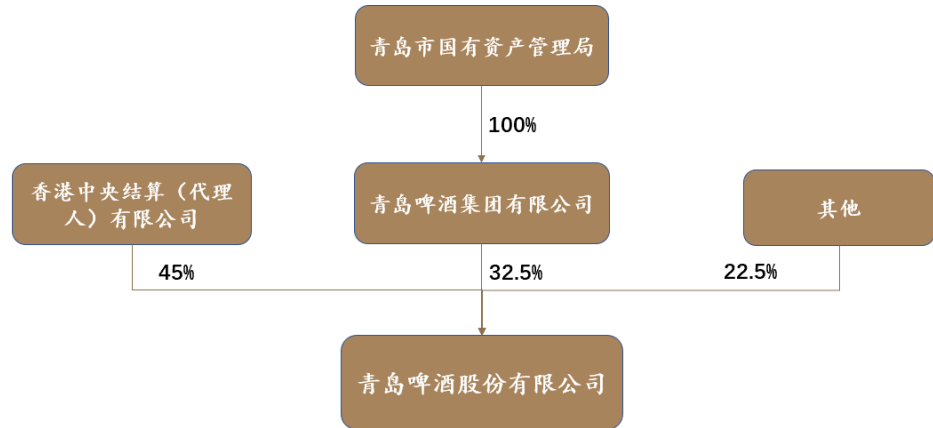 青岛市国有资产管理局
100%
香港中央结算（代理
人）有限公司
青岛啤酒集团有限公司
其他
45%
32.5%
22.5%
青岛啤酒股份有限公司